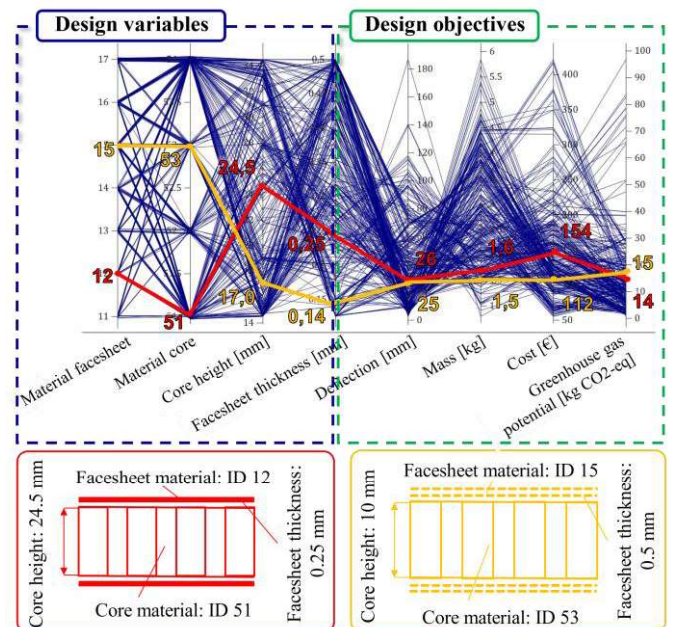 Design variables
Design objectives
17
16
15
14
13
12
11
53
52.5
51
34,5
17,0
14
0.5
0.25
0,14
180
160
140
120
100
26
25
0
6
5.5
5
1.6
1,5
400
350
300
250
200
154
112
50
100
90
80
70
60
50
40
30
20
15
14
10
0
Material facesheet
Material core
Core height [mm]
Facesheet thickness [mm]
Deflection [mm]
Mass [kg]
Cost [€]
Greenhouse gas
potential [kg CO2-eq]
Facesheet material: ID 12
Core height: 24.5 mm
Facesheet thickness:
0.25 mm
Core material: ID 51
Facesheet material: ID 15
Core height: 10 mm
Facesheet thickness:
0.5 mm
Core material: ID 53